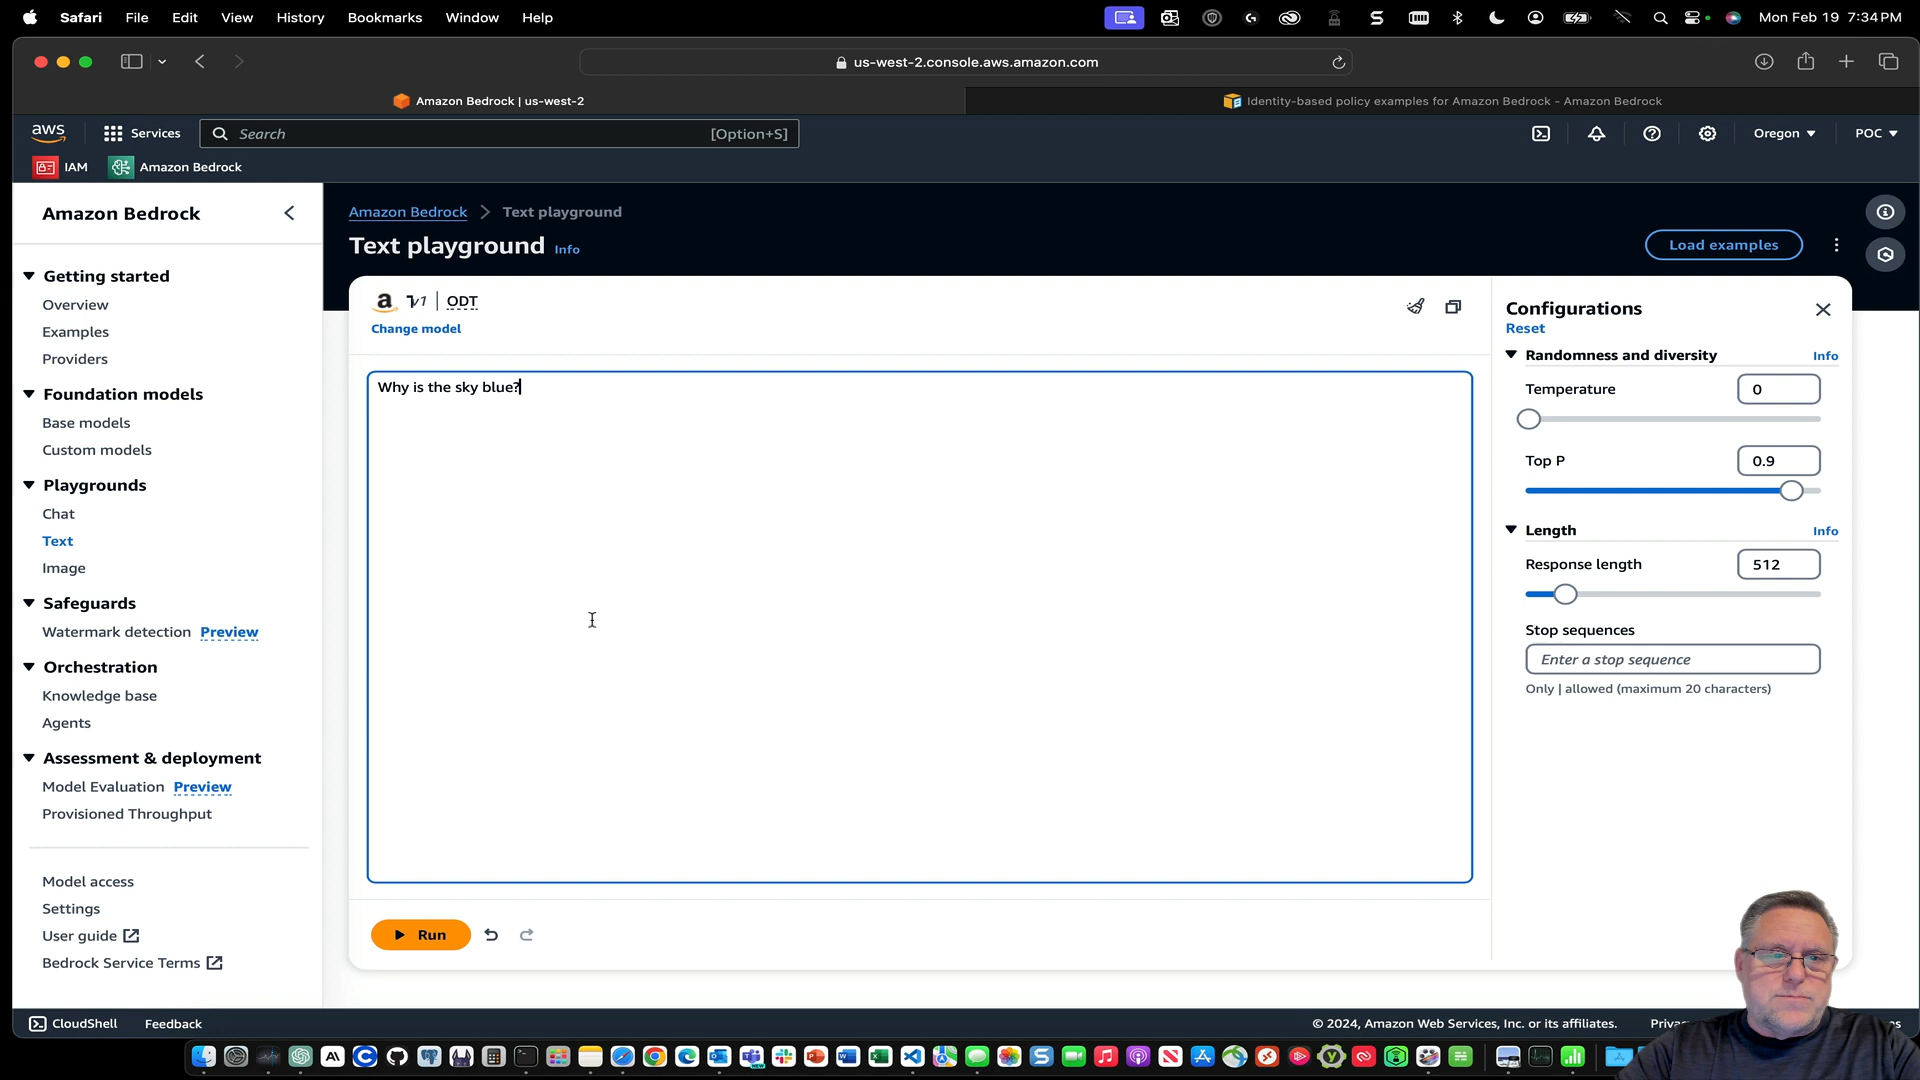 Safari File Edit View History Bookmarks Window Help Mon Feb 19 7:34 PM
us-west-2.console.aws.amazon.com
Amazon Bedrock | us-west-2
Identity-based policy examples for Amazon Bedrock - Amazon Bedrock
aws Services Search [Option+S] Oregon POC
IAM Amazon Bedrock
Amazon Bedrock
Getting started
Overview
Examples
Providers
Foundation models
Base models
Custom models
Playgrounds
Chat
Text
Image
Safeguards
Watermark detection Preview
Orchestration
Knowledge base
Agents
Assessment & deployment
Model Evaluation Preview
Provisioned Throughput
Model access
Settings
User guide
Bedrock Service Terms
Amazon Bedrock > Text playground
Text playground Info
Load examples
a v1 | ODT
Change model
Why is the sky blue?
Run
Configurations
Reset
Randomness and diversity Info
Temperature 0
Top P 0.9
Length Info
Response length 512
Stop sequences
Enter a stop sequence
Only | allowed (maximum 20 characters)
CloudShell Feedback
© 2024, Amazon Web Services, Inc. or its affiliates.